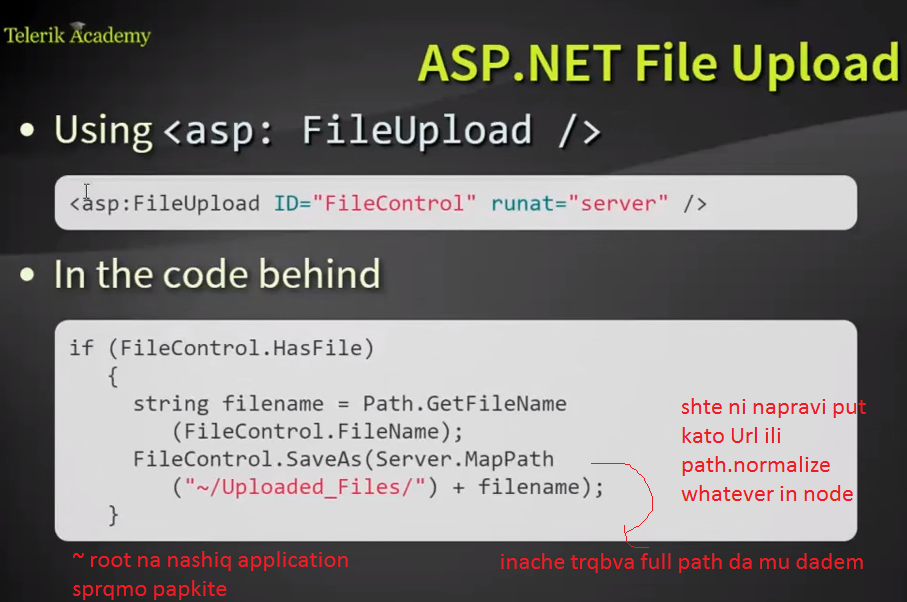 Telerik Academy
ASP.NET File Upload
• Using <asp: FileUpload />
<asp:FileUpload ID="FileControl" runat="server" />
• In the code behind
if (FileControl.HasFile)
{
string filename = Path.GetFileName
(FileControl.FileName);
FileControl.SaveAs(Server.MapPath
("~/Uploaded_Files/") + filename);
}
shte ni napravi put
kato Url ili
path.normalize
whatever in node
~ root na nashiq application
sprqmo papkite
inache trqbva full path da mu dadem